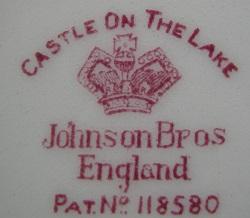 CASTLE ON THE LAKE
Johnson Bros
England
PAT. No. 118580